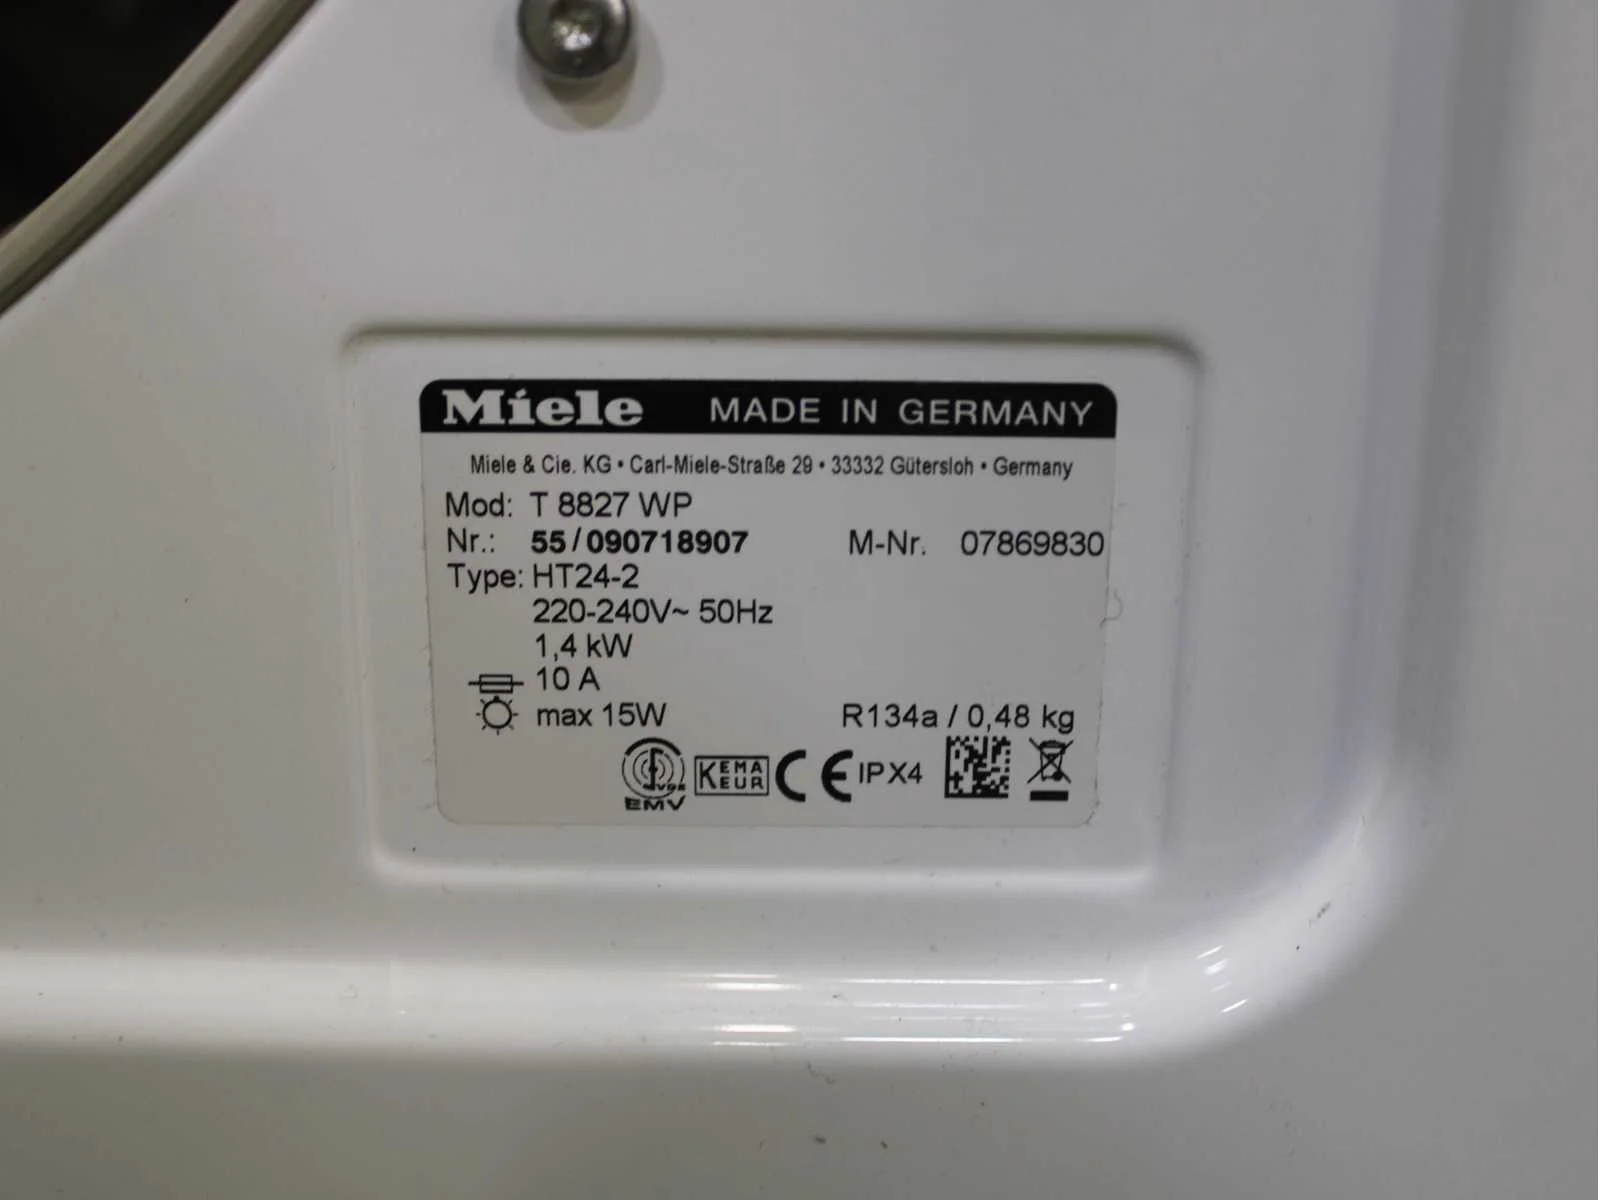 Miele MADE IN GERMANY
Miele & Cie. KG • Carl-Miele-Straße 29 • 33332 Gütersloh • Germany
Mod: T 8827 WP
Nr.: 55/090718907 M-Nr. 07869830
Type: HT24-2
220-240V~ 50Hz
1,4 kW
10 A
max 15W R134a / 0,48 kg
VDE EMV KEMA EUR CE IPX4